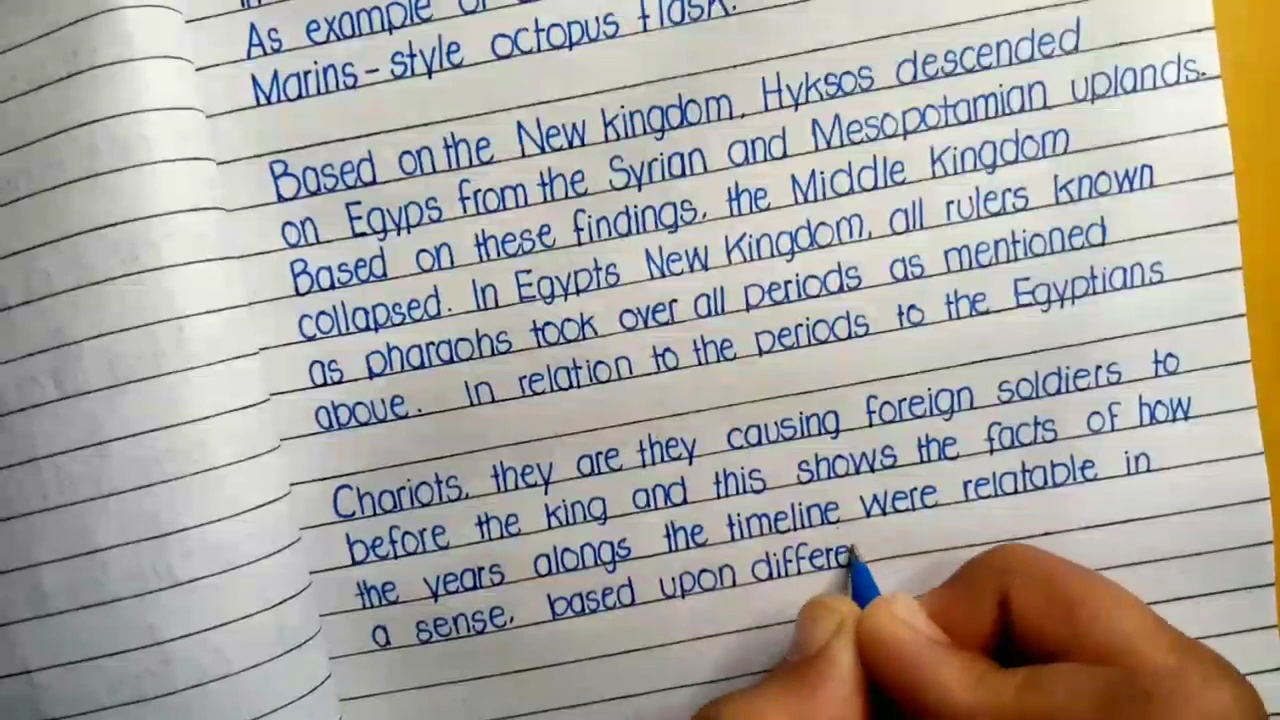 As example
Marins-style octopus flask.
Based on the New kingdom, Hyksos descended
on Egyps from the Syrian and Mesopotamian uplands.
Based on these findings, the Middle Kingdom
collapsed. In Egypts New Kingdom, all rulers known
as pharaohs took over all periods as mentioned
above. In relation to the periods to the Egyptians
Chariots, they are they causing foreign soldiers to
before the king and this shows the facts of how
the years alongs the timeline were relatable in
a sense, based upon differe